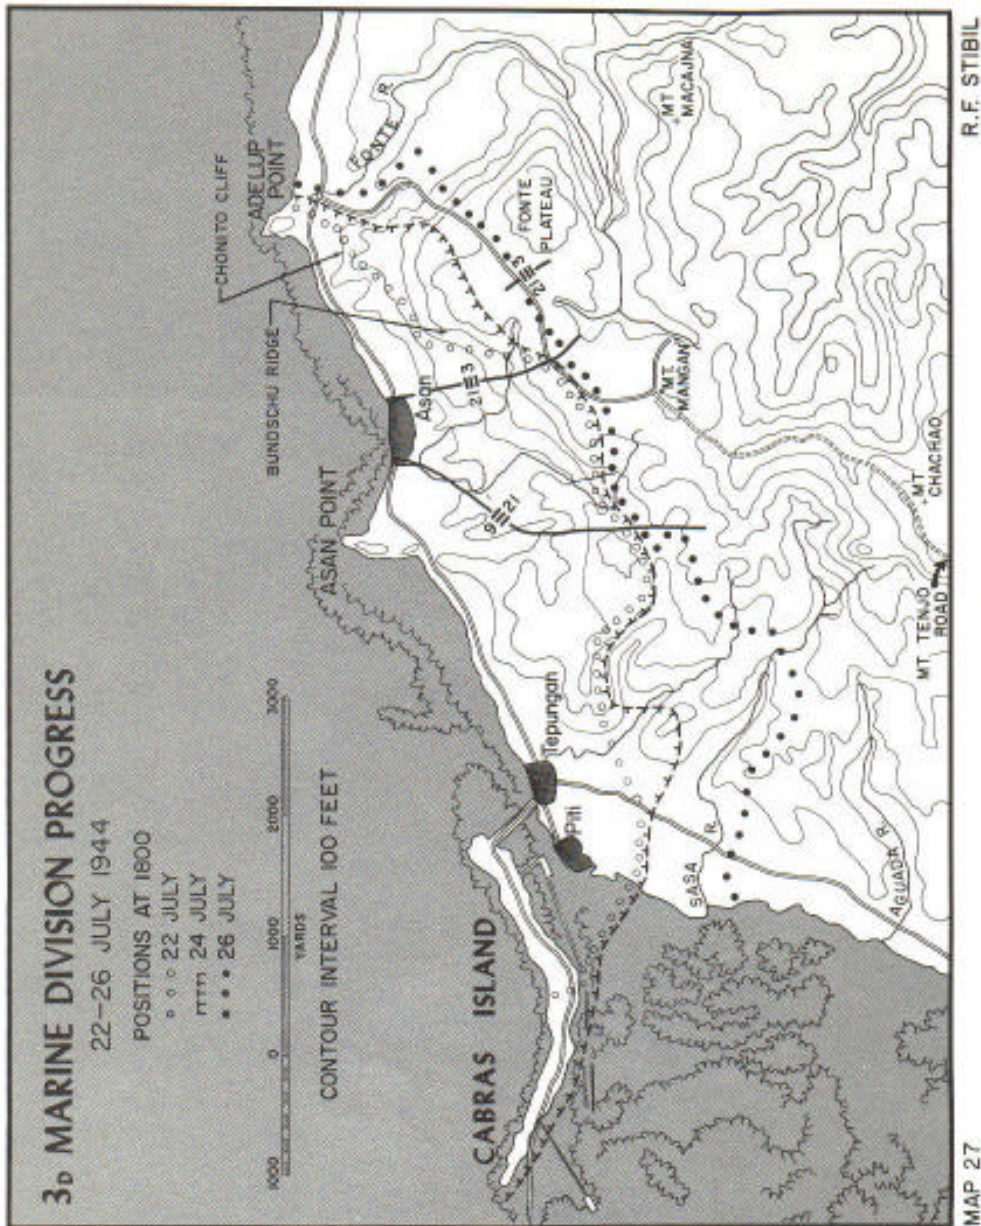 3D MARINE DIVISION PROGRESS
22-26 JULY 1944
POSITIONS AT 1800
22 JULY
24 JULY
26 JULY
1000 0 1000 2000 3000
YARDS
CONTOUR INTERVAL 100 FEET
CABRAS ISLAND
Piti
Tepungan
ASAN POINT
Asan
BUNDSCHU RIDGE
CHONITO CLIFF
ADELUP
POINT
FONTE R.
FONTE
PLATEAU
MT
MACAJNA
21 3
21 3
9 21
MT.
MANGAN
MT
CHACHAO
MT TENJO
ROAD
SASA R.
AGUADA R.
MAP 27
R.F. STIBIL